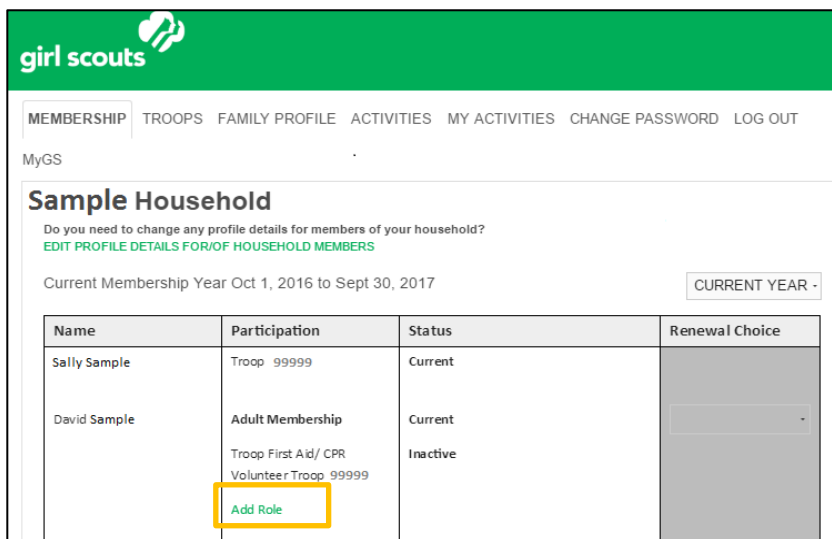 girl scouts
MEMBERSHIP TROOPS FAMILY PROFILE ACTIVITIES MY ACTIVITIES CHANGE PASSWORD LOG OUT
MyGS
Sample Household
Do you need to change any profile details for members of your household?
EDIT PROFILE DETAILS FOR/OF HOUSEHOLD MEMBERS
Current Membership Year Oct 1, 2016 to Sept 30, 2017 CURRENT YEAR -
Name Participation Status Renewal Choice
Sally Sample Troop 99999 Current
David Sample Adult Membership Current
Troop First Aid/ CPR Inactive
Volunteer Troop 99999
Add Role